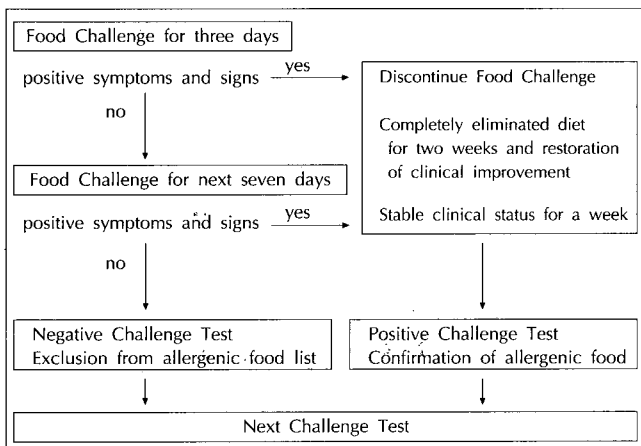 Food Challenge for three days
positive symptoms and signs
yes
no
Discontinue Food Challenge
Completely eliminated diet
for two weeks and restoration
of clinical improvement
Stable clinical status for a week
Food Challenge for next seven days
positive symptoms and signs
yes
no
Negative Challenge Test
Exclusion from allergenic food list
Positive Challenge Test
Confirmation of allergenic food
Next Challenge Test